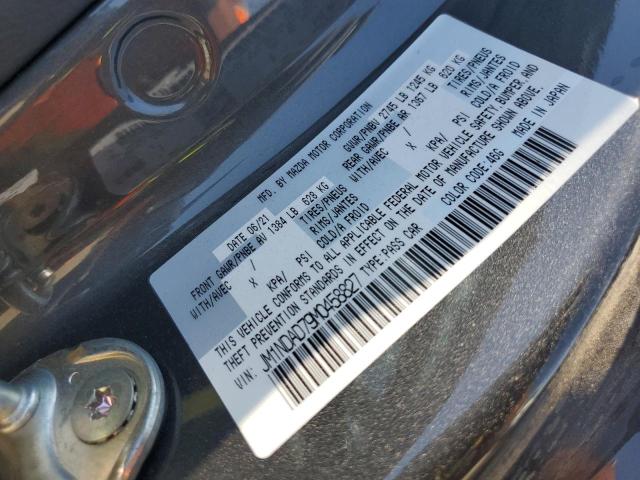 MFD. BY MAZDA MOTOR CORPORATION
DATE 06/21 GVWR/PNBV 2745 LB 1245 KG
FRONT GAWR/PNBE AV 1384 LB 628 KG REAR GAWR/PNBE AR 1367 LB 620 KG
WITH/AVEC / TIRES/PNEUS WITH/AVEC / TIRES/PNEUS
X RIMS/JANTES X RIMS/JANTES
KPA/ PSI COLD/A FROID KPA/ PSI COLD/A FROID
THIS VEHICLE CONFORMS TO ALL APPLICABLE FEDERAL MOTOR VEHICLE SAFETY, BUMPER, AND
THEFT PREVENTION STANDARDS IN EFFECT ON THE DATE OF MANUFACTURE SHOWN ABOVE.
VIN: JM1NDAD79M0458827 TYPE:PASS CAR COLOR CODE:46G MADE IN JAPAN